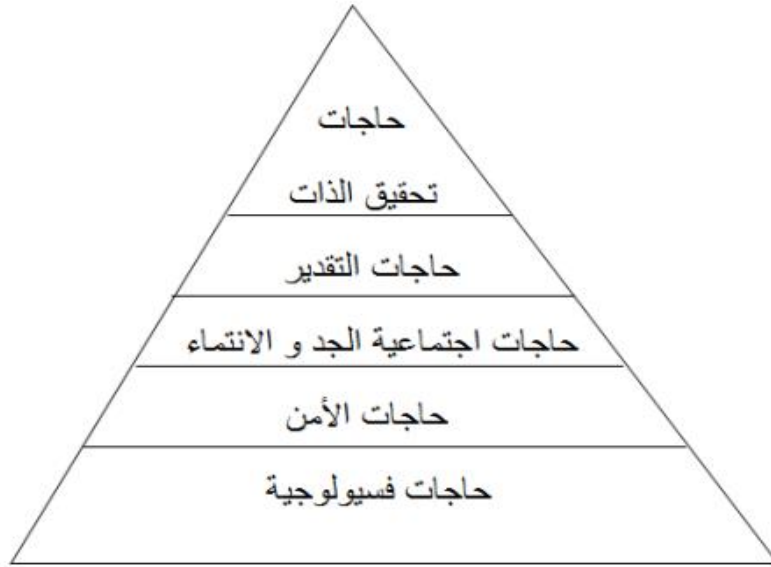 حاجات
تحقيق الذات
حاجات التقدير
حاجات اجتماعية الجد و الانتماء
حاجات الأمن
حاجات فسيولوجية